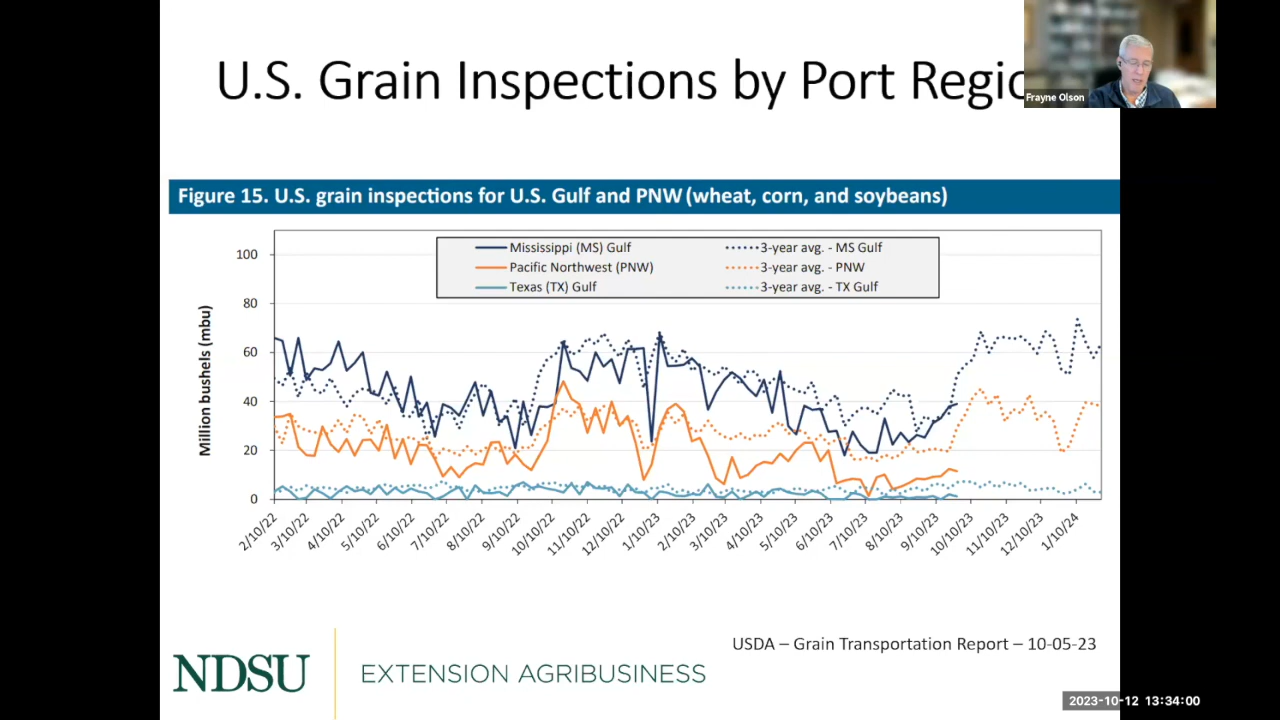 U.S. Grain Inspections by Port Regio
Frayne Olson
Figure 15. U.S. grain inspections for U.S. Gulf and PNW (wheat, corn, and soybeans)
Mississippi (MS) Gulf
3-year avg. - MS Gulf
Pacific Northwest (PNW)
3-year avg. - PNW
Texas (TX) Gulf
3-year avg. - TX Gulf
Million bushels (mbu)
100
80
60
40
20
0
2/10/22
3/10/22
4/10/22
5/10/22
6/10/22
7/10/22
8/10/22
9/10/22
10/10/22
11/10/22
12/10/22
1/10/23
2/10/23
3/10/23
4/10/23
5/10/23
6/10/23
7/10/23
8/10/23
9/10/23
10/10/23
11/10/23
12/10/23
1/10/24
USDA – Grain Transportation Report – 10-05-23
NDSU
EXTENSION AGRIBUSINESS
2023-10-12 13:34:00